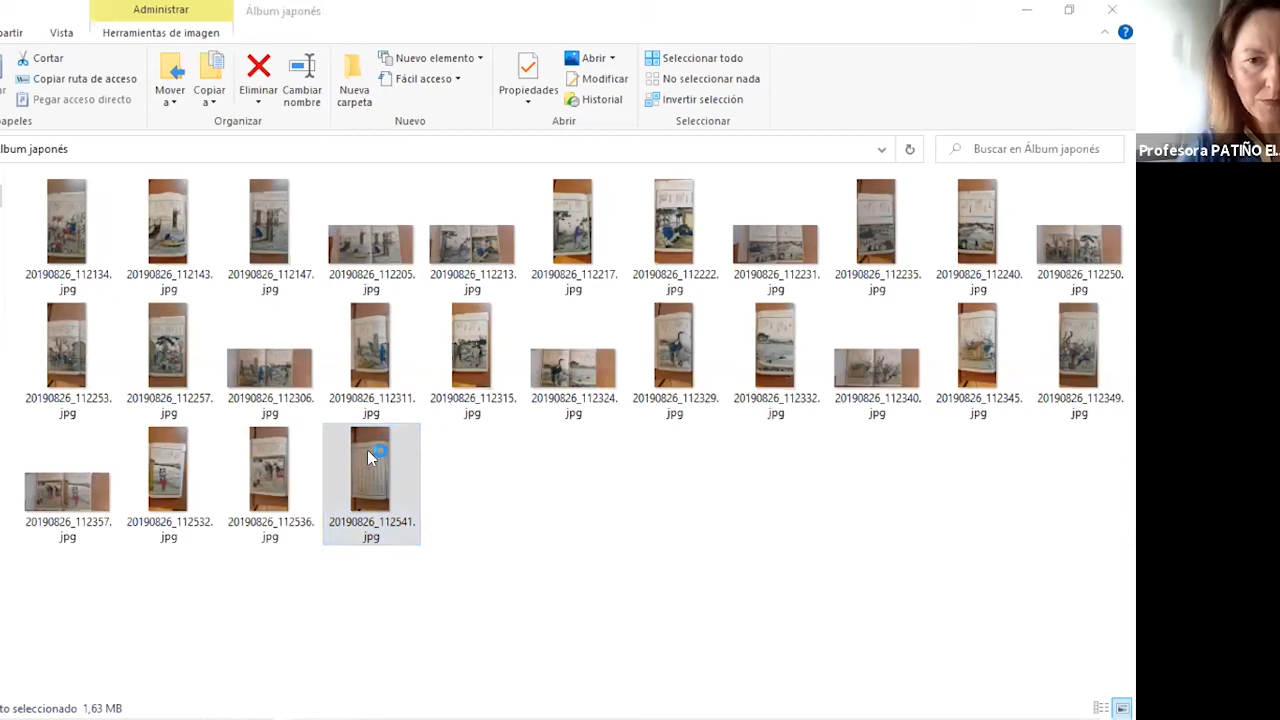 Administrar
Álbum japonés
partir
Vista
Herramientas de imagen
Cortar
Copiar ruta de acceso
Pegar acceso directo
Mover a
Copiar a
Eliminar
Cambiar nombre
Organizar
Nueva carpeta
Nuevo elemento
Fácil acceso
Nuevo
Propiedades
Abrir
Modificar
Historial
Abrir
Seleccionar todo
No seleccionar nada
Invertir selección
Seleccionar
lbum japonés
Buscar en Álbum japonés
Profesora PATIÑO El...
20190826_112134.jpg
20190826_112143.jpg
20190826_112147.jpg
20190826_112205.jpg
20190826_112213.jpg
20190826_112217.jpg
20190826_112222.jpg
20190826_112231.jpg
20190826_112235.jpg
20190826_112240.jpg
20190826_112250.jpg
20190826_112253.jpg
20190826_112257.jpg
20190826_112306.jpg
20190826_112311.jpg
20190826_112315.jpg
20190826_112324.jpg
20190826_112329.jpg
20190826_112332.jpg
20190826_112340.jpg
20190826_112345.jpg
20190826_112349.jpg
20190826_112357.jpg
20190826_112532.jpg
20190826_112536.jpg
20190826_112541.jpg
to seleccionado 1,63 MB